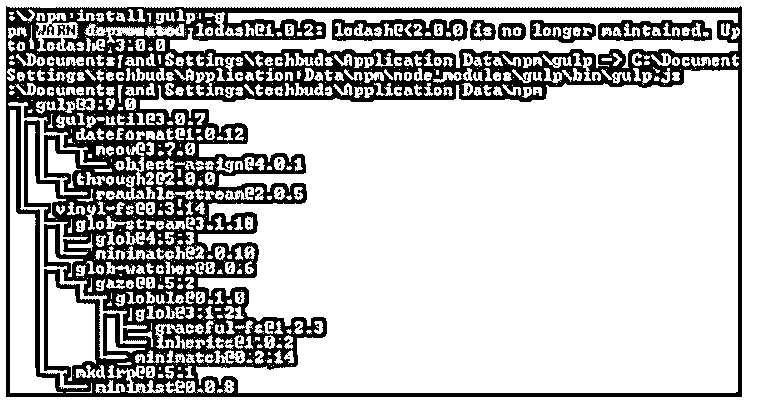 :\>npm install gulp -g
pm WARN deprecated lodash@1.0.2: lodash@<2.0.0 is no longer maintained. Up
to lodash@^3.0.0
:\Documents and Settings\techbuds\Application Data\npm\gulp -> C:\Document
Settings\techbuds\Application Data\npm\node_modules\gulp\bin\gulp.js
:\Documents and Settings\techbuds\Application Data\npm
gulp@3.9.0
gulp-util@3.0.7
dateformat@1.0.12
meow@3.7.0
object-assign@4.0.1
through2@2.0.0
readable-stream@2.0.5
vinyl-fs@0.3.14
glob-stream@3.1.18
glob@4.5.3
minimatch@2.0.10
glob-watcher@0.0.6
gaze@0.5.2
globule@0.1.0
glob@3.1.21
graceful-fs@1.2.3
inherits@1.0.2
minimatch@0.2.14
mkdirp@0.5.1
minimist@0.0.8